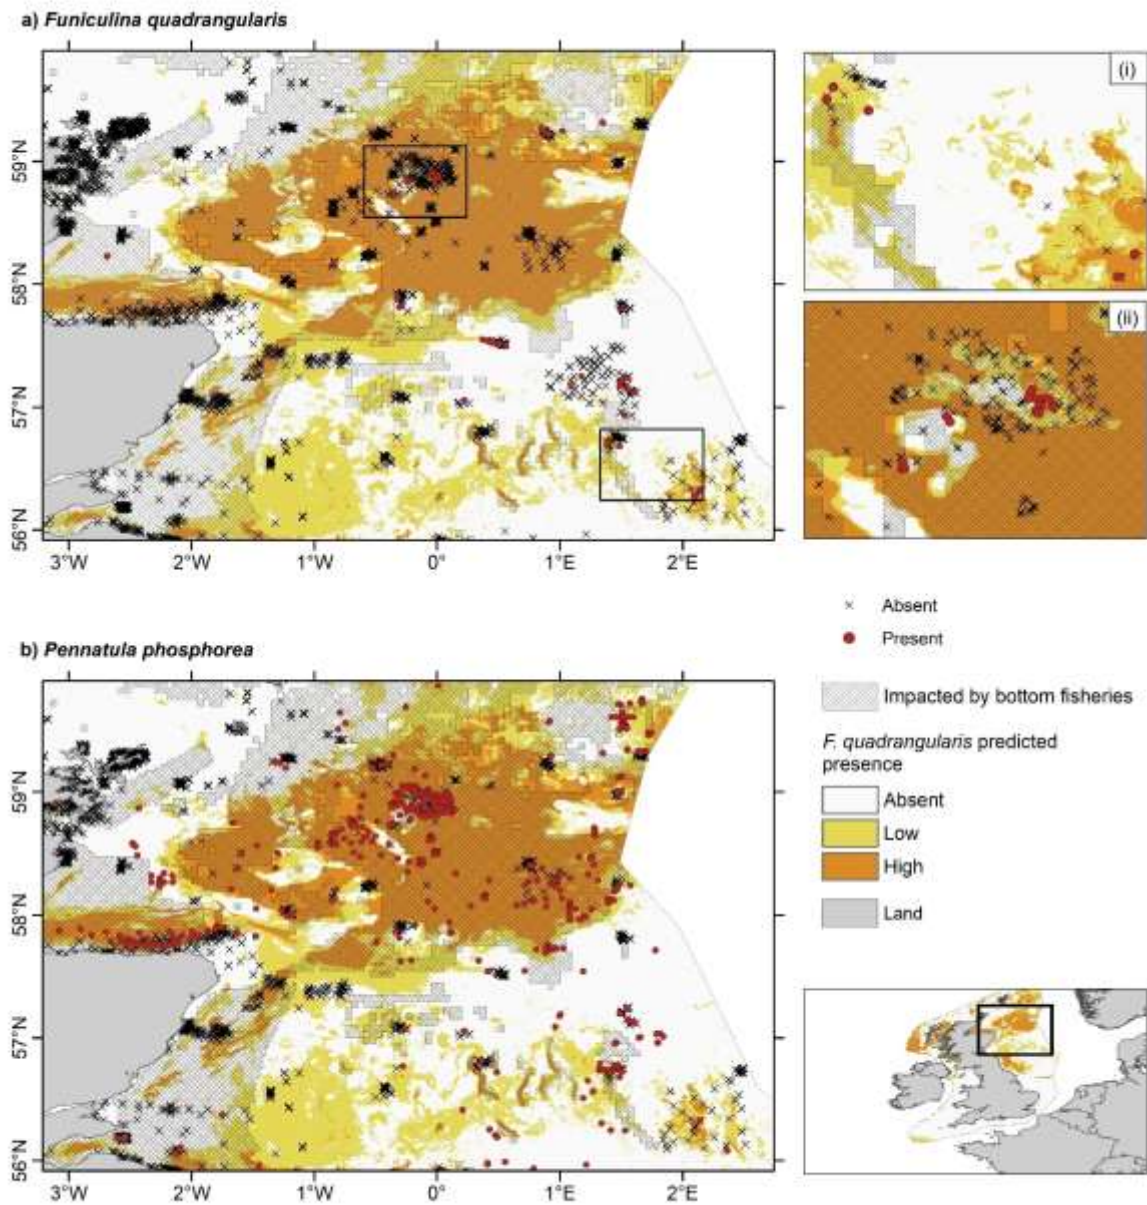 a) Funiculina quadrangularis
(i)
59°N
58°N
(ii)
57°N
56°N
3°W 2°W 1°W 0° 1°E 2°E
× Absent
Present
b) Pennatula phosphorea
Impacted by bottom fisheries
F. quadrangularis predicted
presence
59°N
Absent
Low
High
58°N
Land
57°N
56°N
3°W 2°W 1°W 0° 1°E 2°E